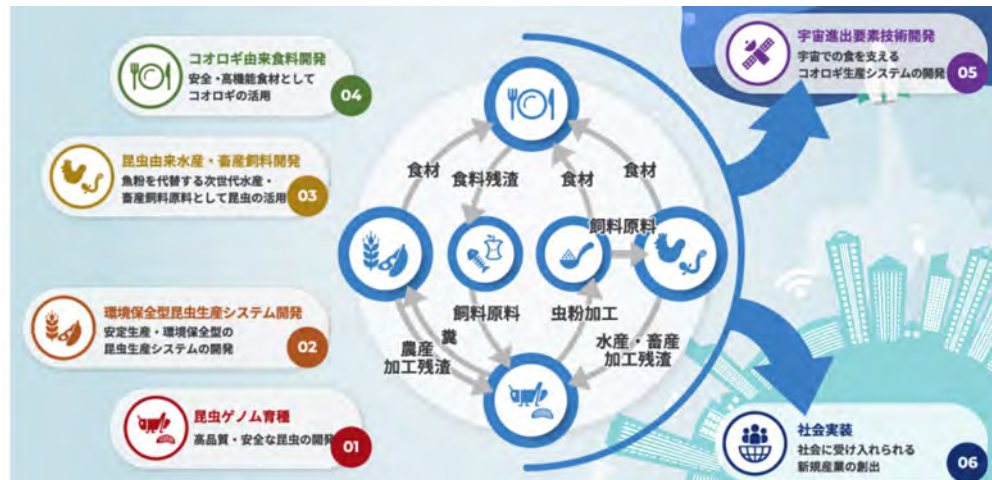 コオロギ由来食料開発
安全・高機能食材として
コオロギの活用
04
昆虫由来水産・畜産飼料開発
魚粉を代替する次世代水産・
畜産飼料原料として昆虫の活用
03
環境保全型昆虫生産システム開発
安定生産・環境保全型の
昆虫生産システムの開発
02
昆虫ゲノム育種
高品質・安全な昆虫の開発
01
食材
食料残渣
食材
食材
飼料原料
飼料原料
虫粉加工
糞
農産
加工残渣
水産・畜産
加工残渣
宇宙進出要素技術開発
宇宙での食を支える
コオロギ生産システムの開発
05
社会実装
社会に受け入れられる
新規産業の創出
06